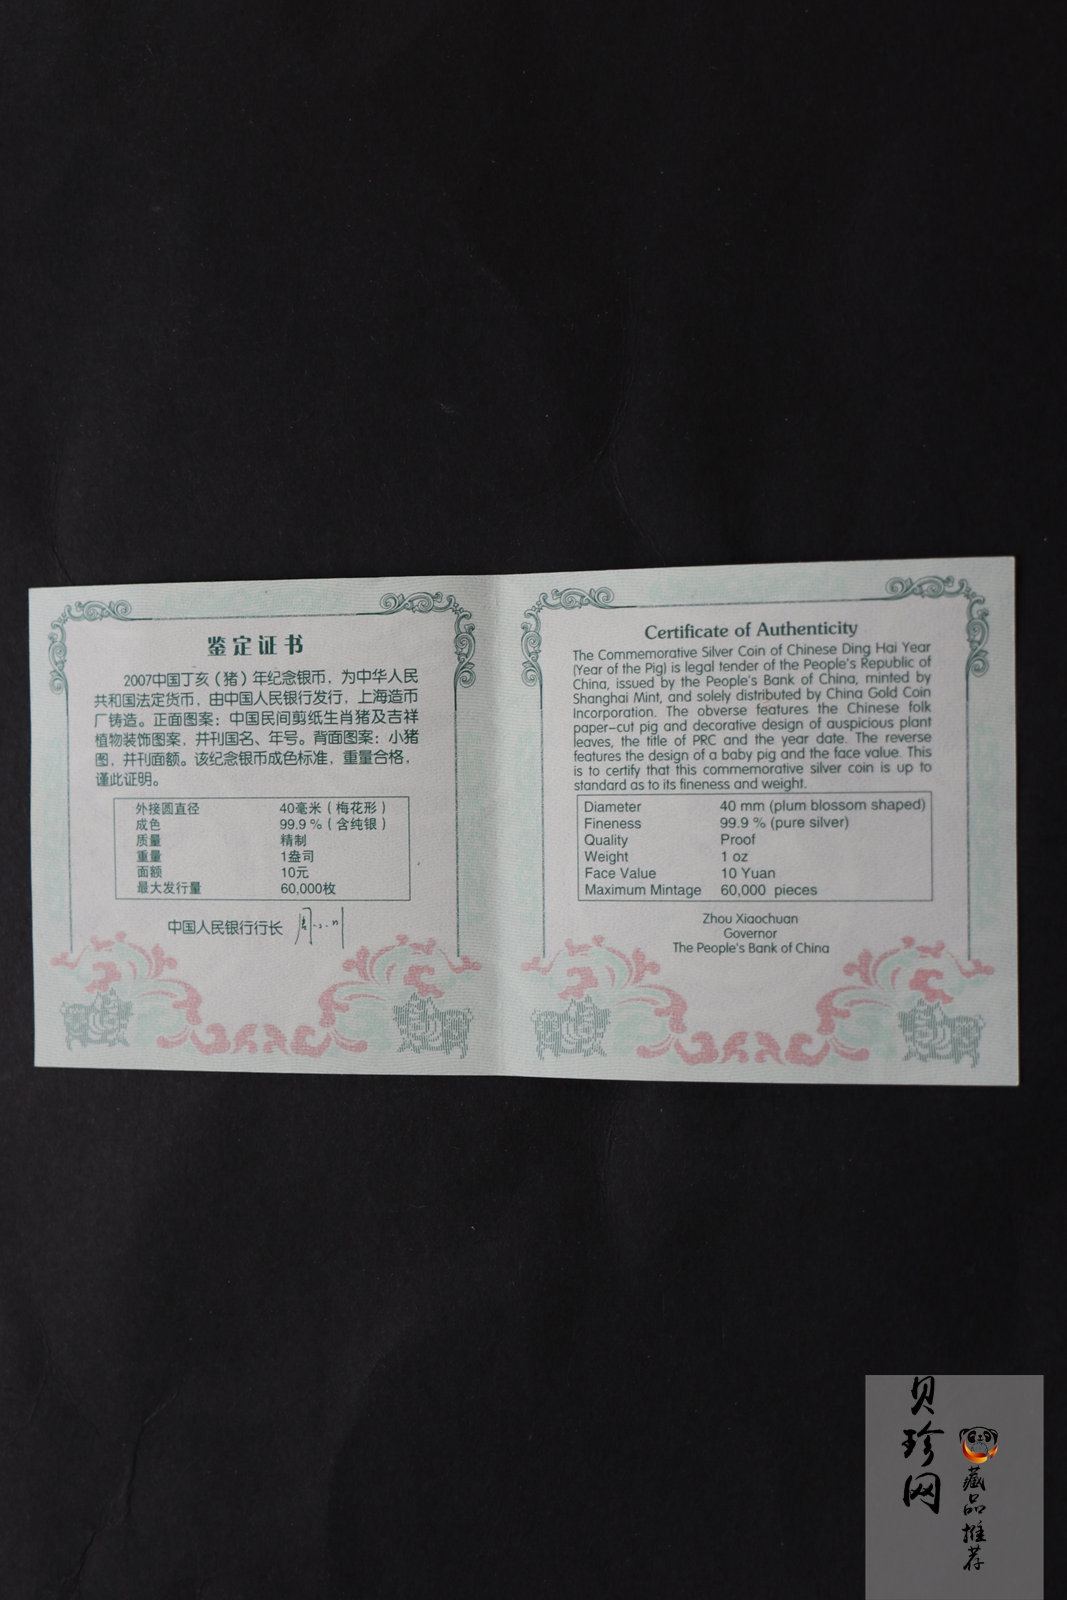 鉴定证书
2007中国丁亥（猪）年纪念银币，为中华人民
共和国法定货币，由中国人民银行发行，上海造币
厂铸造。正面图案：中国民间剪纸生肖猪及吉祥
植物装饰图案，并刊国名、年号。背面图案：小猪
图，并刊面额。该纪念银币成色标准，重量合格，
谨此证明。
外接圆直径 40毫米（梅花形）
成色 99.9％（含纯银）
质量 精制
重量 1盎司
面额 10元
最大发行量 60,000枚
中国人民银行行长
Certificate of Authenticity
The Commemorative Silver Coin of Chinese Ding Hai Year
(Year of the Pig) is legal tender of the People's Republic of
China, issued by the People's Bank of China, minted by
Shanghai Mint, and solely distributed by China Gold Coin
Incorporation. The obverse features the Chinese folk
paper-cut pig and decorative design of auspicious plant
leaves, the title of PRC and the year date. The reverse
features the design of a baby pig and the face value. This
is to certify that this commemorative silver coin is up to
standard as to its fineness and weight.
Diameter 40 mm (plum blossom shaped)
Fineness 99.9 % (pure silver)
Quality Proof
Weight 1 oz
Face Value 10 Yuan
Maximum Mintage 60,000 pieces
Zhou Xiaochuan
Governor
The People's Bank of China
贝珍网
藏品推荐